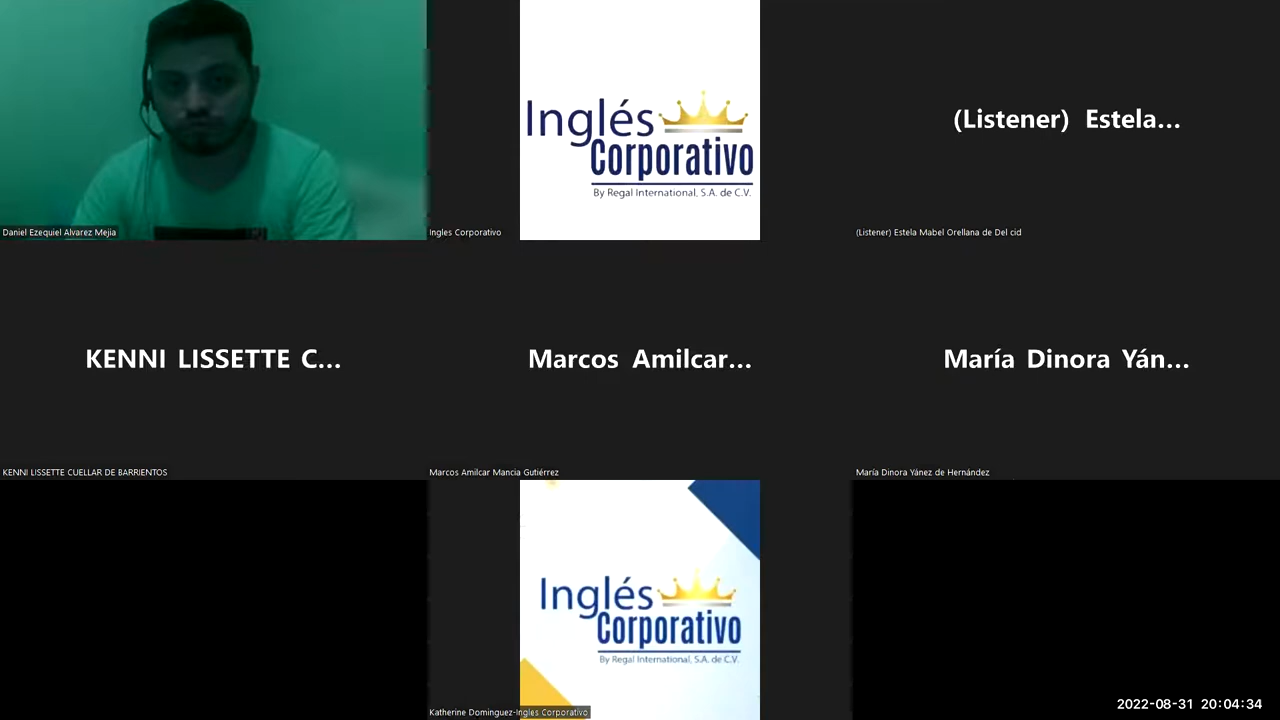 Daniel Ezequiel Alvarez Mejia
Inglés
Corporativo
By Regal International, S.A. de C.V.
Ingles Corporativo
(Listener) Estela...
(Listener) Estela Mabel Orellana de Del cid
KENNI LISSETTE C...
KENNI LISSETTE CUELLAR DE BARRIENTOS
Marcos Amilcar...
Marcos Amilcar Mancia Gutiérrez
María Dinora Yán...
María Dinora Yánez de Hernández
Inglés
Corporativo
By Regal International, S.A. de C.V.
Katherine Dominguez-Ingles Corporativo
2022-08-31 20:04:34